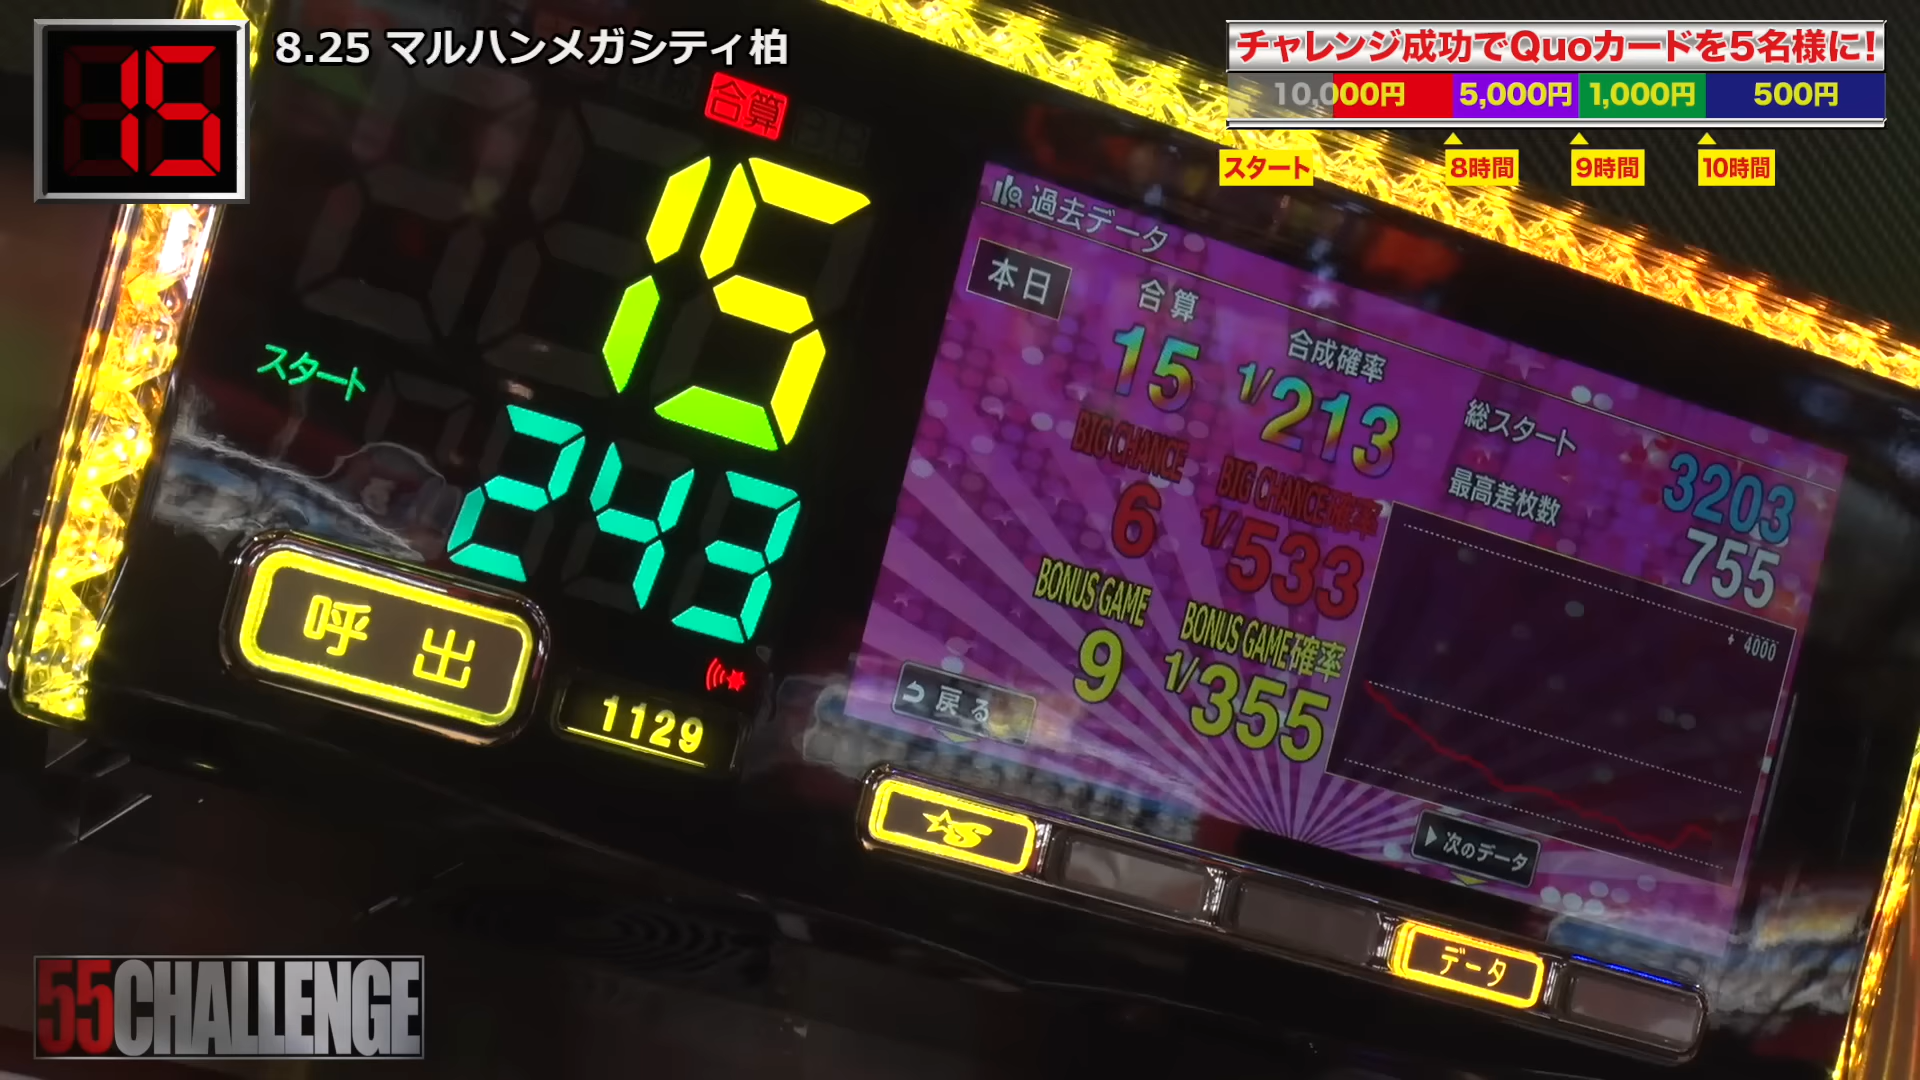 15
8.25 マルハンメガシティ柏
チャレンジ成功でQuoカードを5名様に!
10,000円 5,000円 1,000円 500円
スタート 8時間 9時間 10時間
合算
15
スタート
243
呼出
1129
過去データ
本日
合算
15
合成確率
1/213
BIG CHANCE
6
BIG CHANCE確率
1/533
BONUS GAME
9
BONUS GAME確率
1/355
総スタート
3203
最高差枚数
755
+4000
戻る
次のデータ
データ
55CHALLENGE